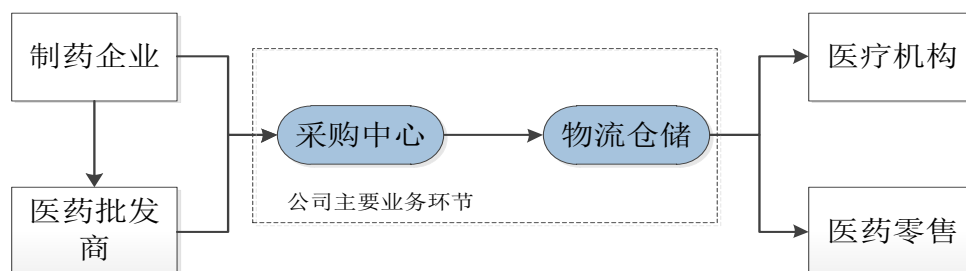 制药企业
医疗机构
采购中心
物流仓储
公司主要业务环节
医药批发
商
医药零售